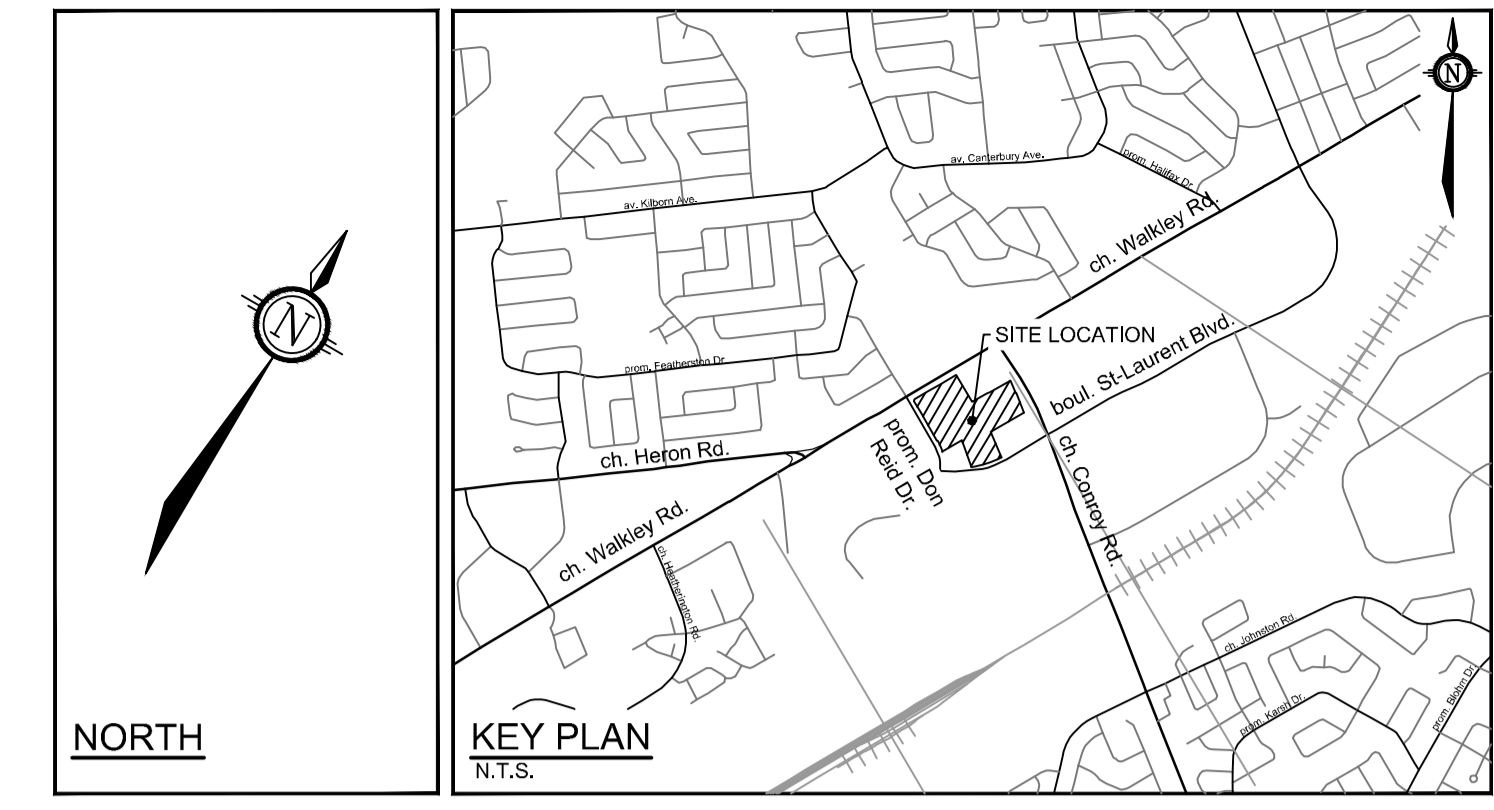 N
NORTH
N
av. Canterbury Ave.
prom. Halifax Dr.
av. Kilborn Ave.
ch. Walkley Rd.
SITE LOCATION
boul. St-Laurent Blvd.
prom. Featherston Dr.
prom. Don
Reid Dr.
ch. Heron Rd.
ch. Conroy Rd.
ch. Walkley Rd.
ch. Heatherington Rd.
ch. Johnston Rd.
prom. Karsh Dr.
prom. Blohm Dr.
KEY PLAN
N.T.S.